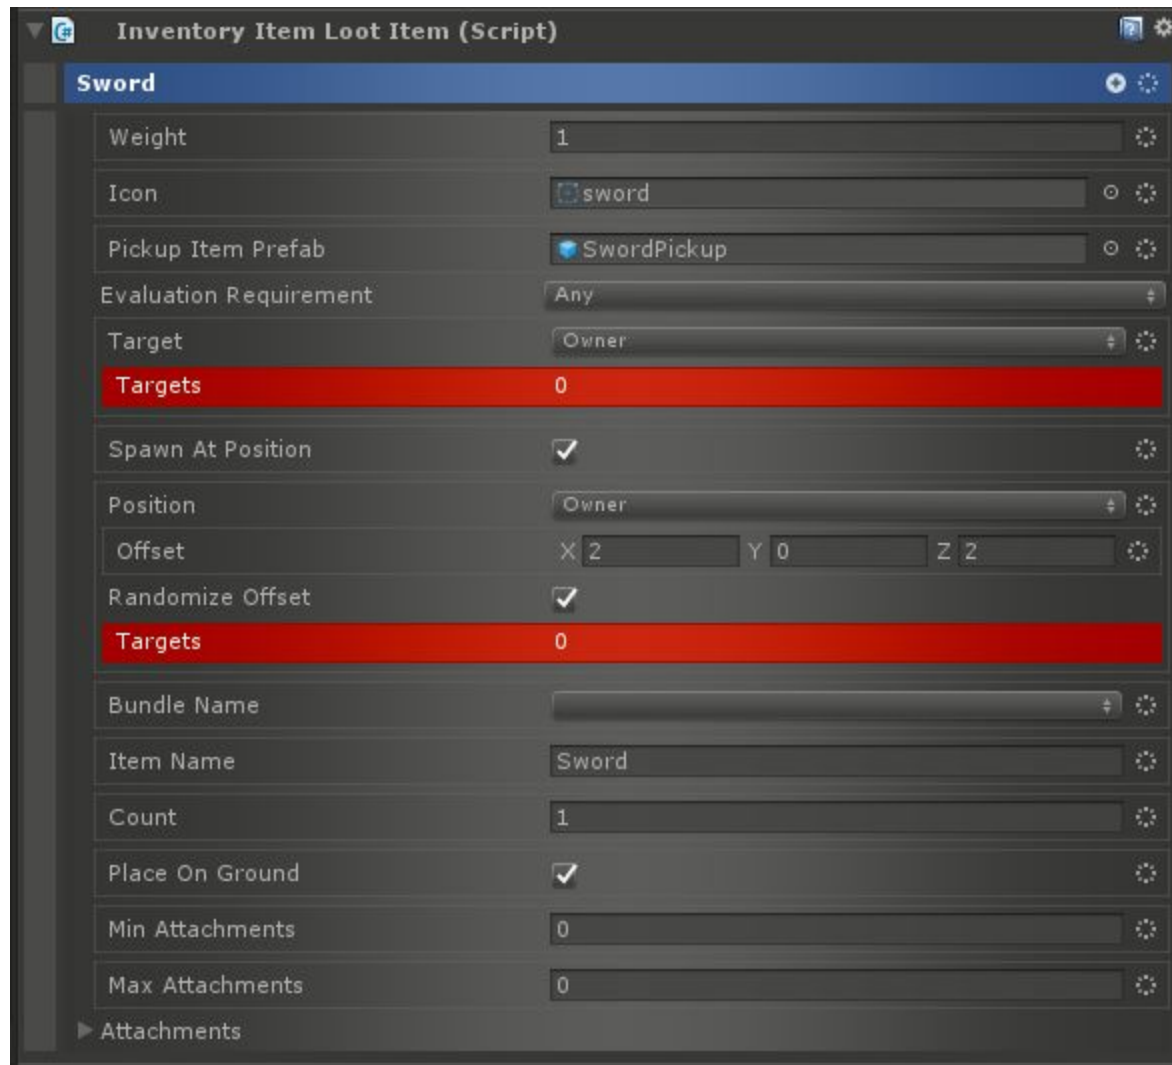 Inventory Item Loot Item (Script)
Sword
Weight 1
Icon sword
Pickup Item Prefab SwordPickup
Evaluation Requirement Any
Target Owner
Targets 0
Spawn At Position
Position Owner
Offset X 2 Y 0 Z 2
Randomize Offset
Targets 0
Bundle Name
Item Name Sword
Count 1
Place On Ground
Min Attachments 0
Max Attachments 0
Attachments